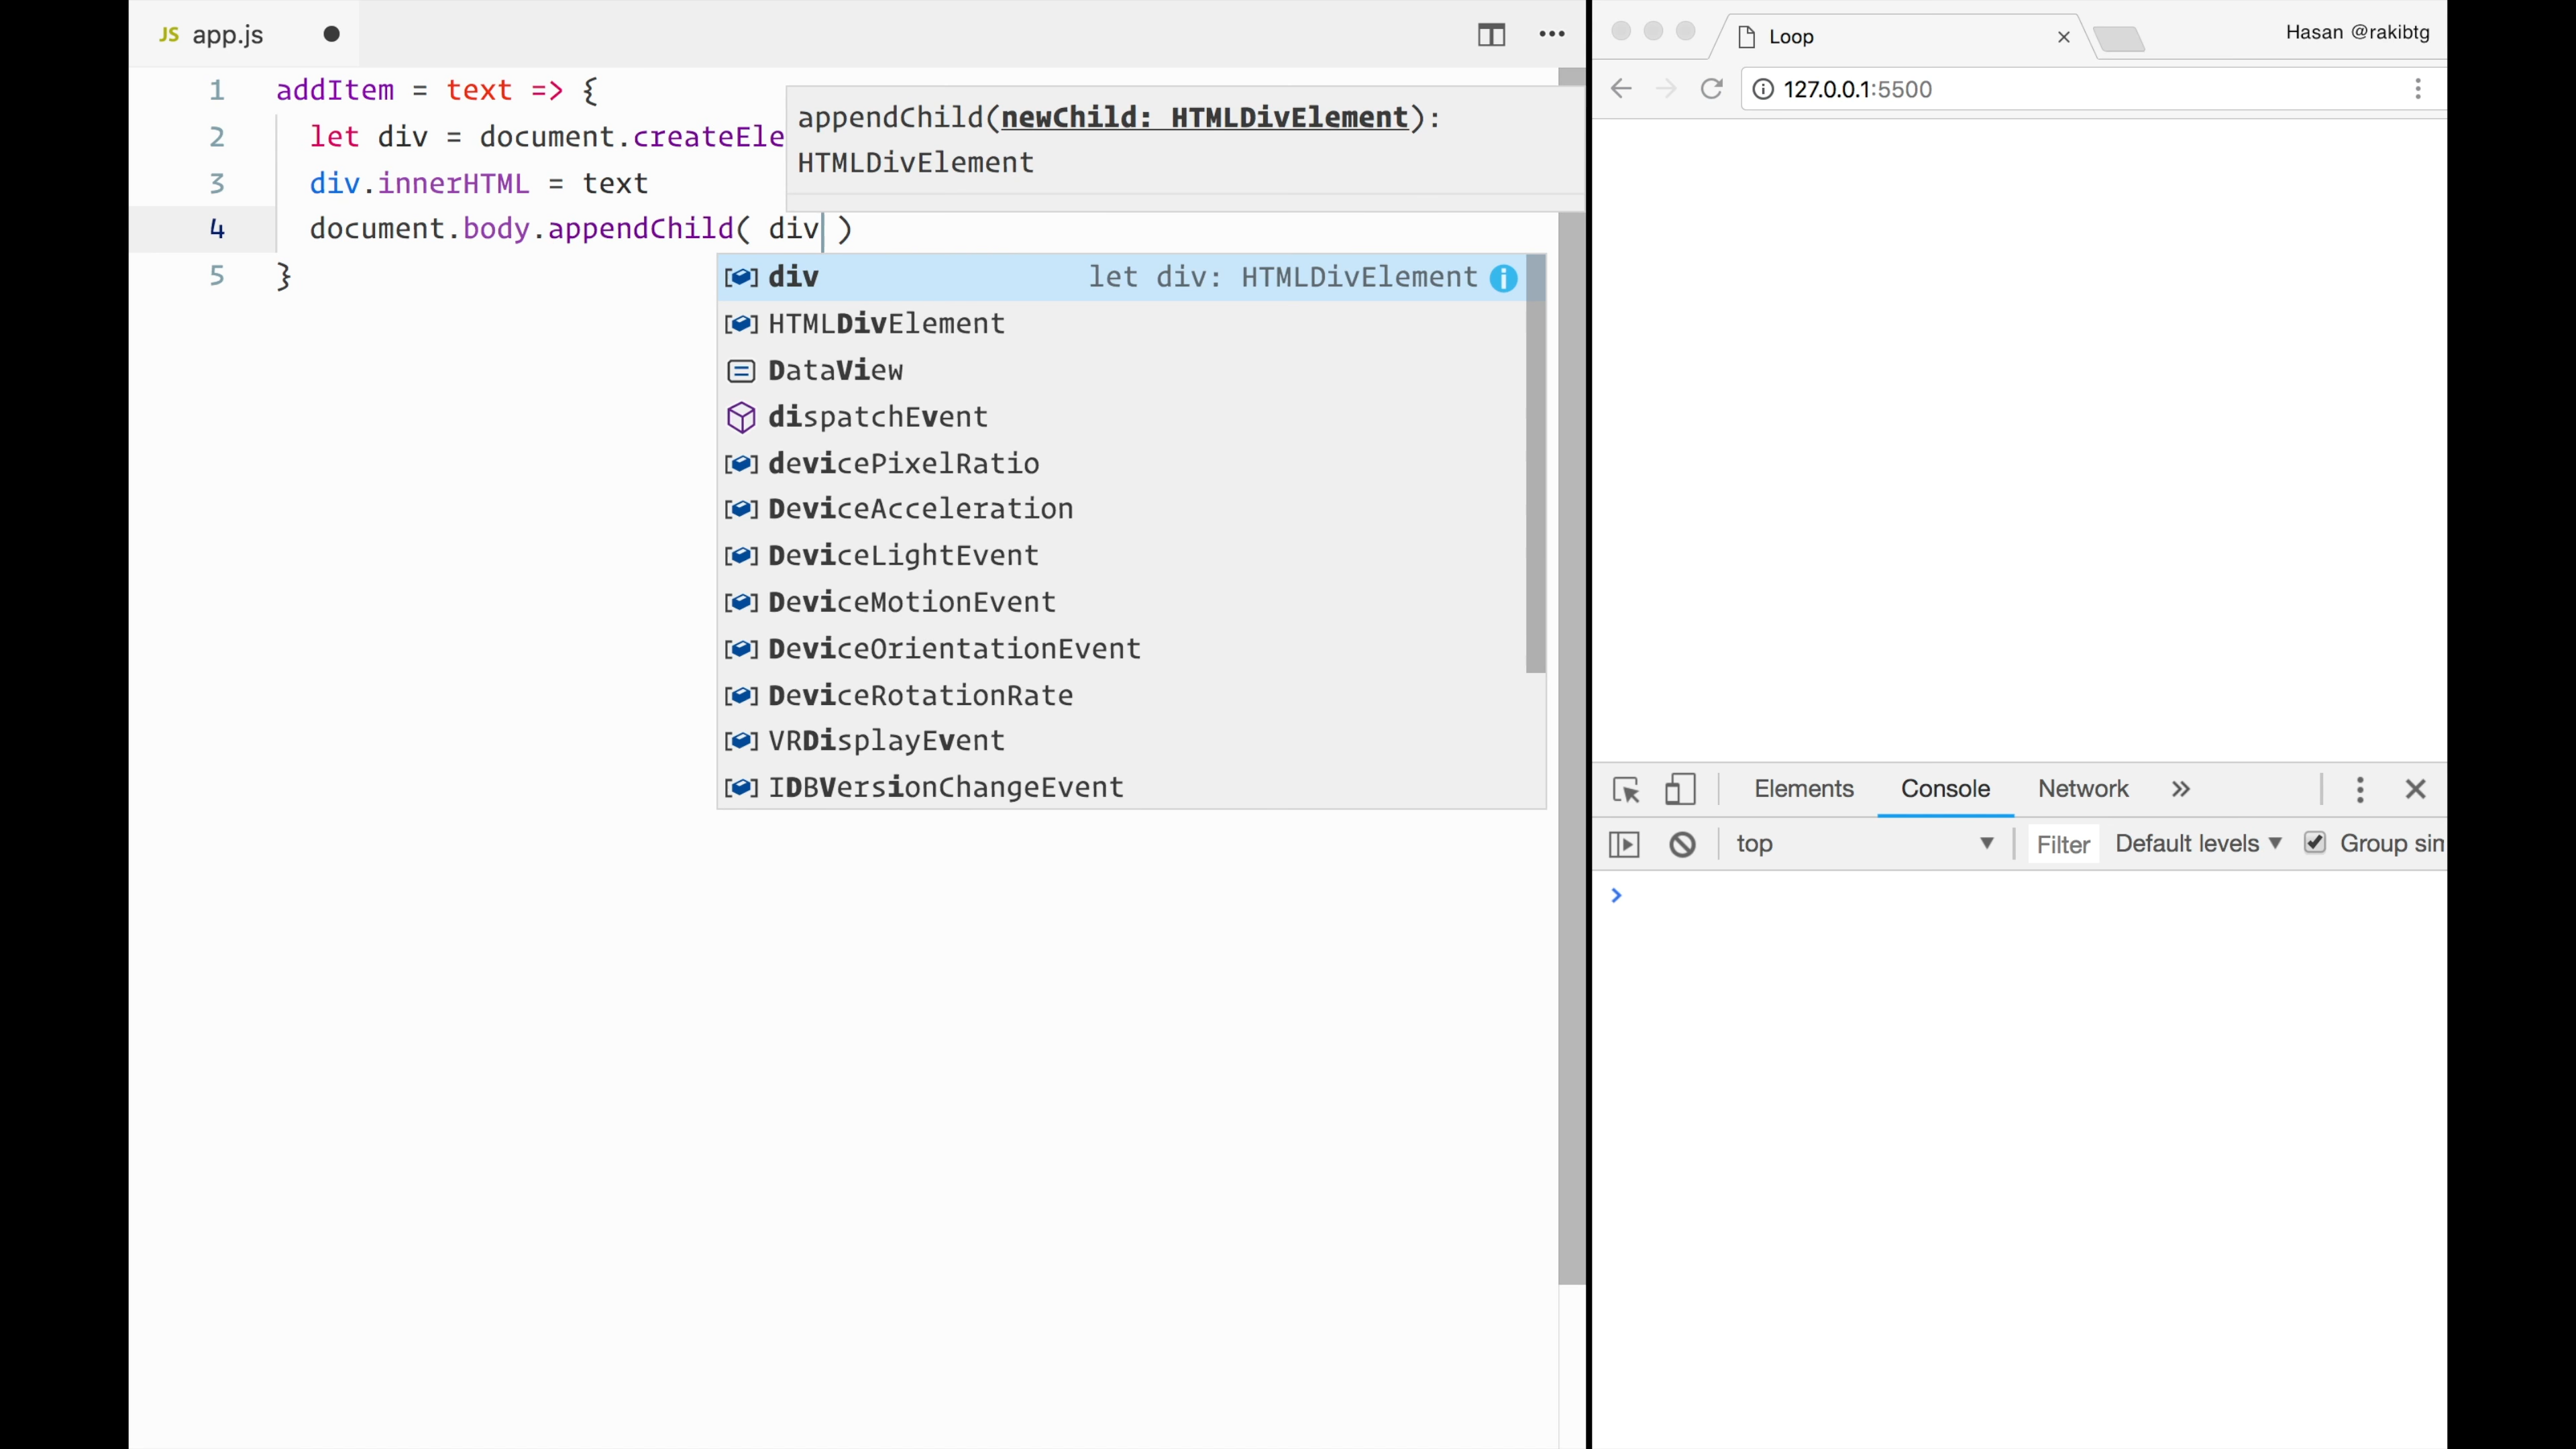 JS app.js
1 addItem = text => {
2 let div = document.createEle
3 div.innerHTML = text
4 document.body.appendChild( div )
5 }
appendChild(newChild: HTMLDivElement):
HTMLDivElement
div let div: HTMLDivElement
HTMLDivElement
DataView
dispatchEvent
devicePixelRatio
DeviceAcceleration
DeviceLightEvent
DeviceMotionEvent
DeviceOrientationEvent
DeviceRotationRate
VRDisplayEvent
IDBVersionChangeEvent
Loop
Hasan @rakibtg
127.0.0.1:5500
Elements Console Network
top Filter Default levels Group sin